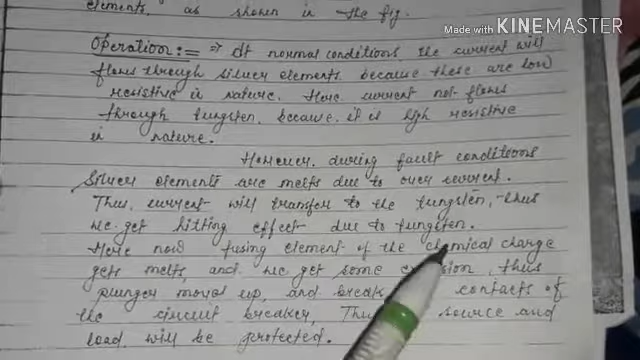 elements, as shown in the fig.
Made with KINEMASTER
Operation:= ⇒ At normal conditions the current will
flows through silver elements because these are low
resistive in nature. Here current not flows
through tungsten, because it is high resistive
in nature.
However, during fault conditions
silver elements are melts due to over current.
Thus current will transfer to the tungsten, thus
we get hitting effect due to tungsten.
Here now fusing element of the chemical charge
gets melts, and we get some thus
plunger moves up, and break contacts of
the circuit breaker, Thu source and
load will be protected.